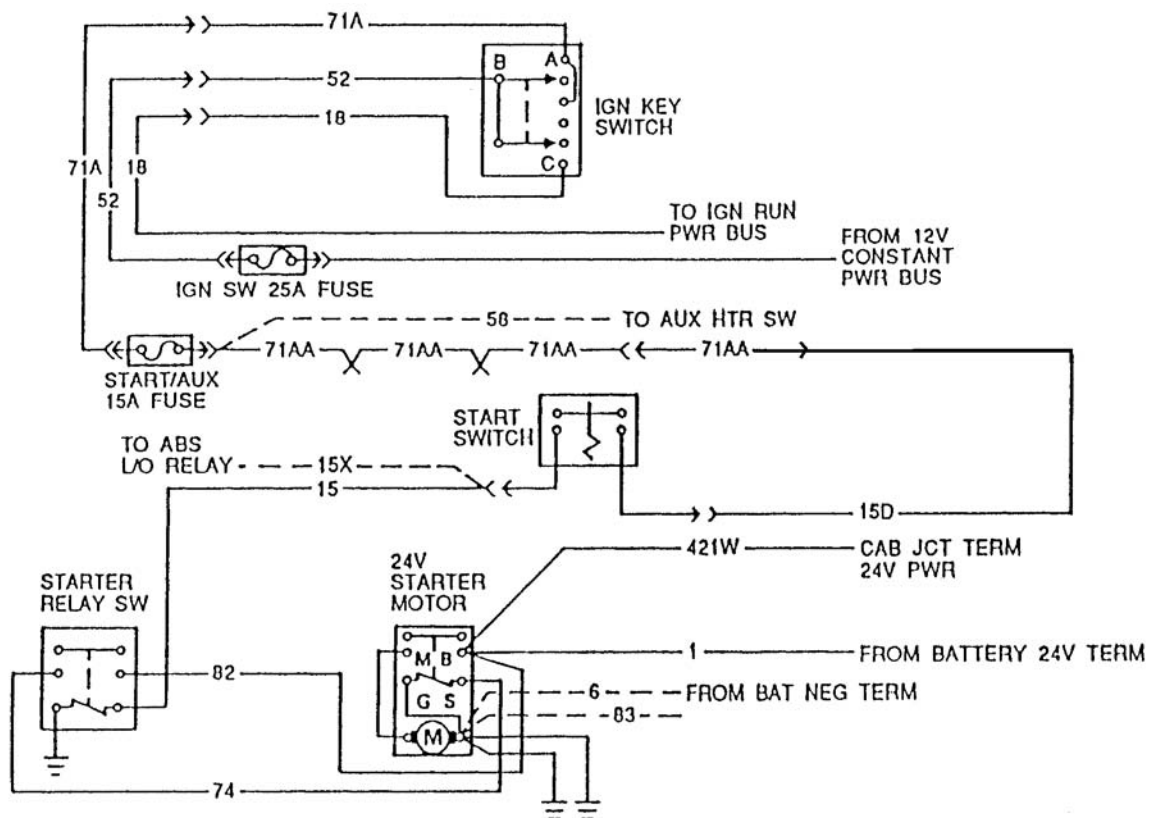 71A
B A
52
IGN KEY
SWITCH
18
C
71A 18
52
TO IGN RUN
PWR BUS
FROM 12V
CONSTANT
PWR BUS
IGN SW 25A FUSE
58 TO AUX HTR SW
71AA 71AA 71AA 71AA
START/AUX
15A FUSE
START
SWITCH
TO ABS
L/O RELAY 15X
15
15D
421W CAB JCT TERM
24V PWR
24V
STARTER
MOTOR
STARTER
RELAY SW
M B
1 FROM BATTERY 24V TERM
82
6 FROM BAT NEG TERM
G S
83
M
74